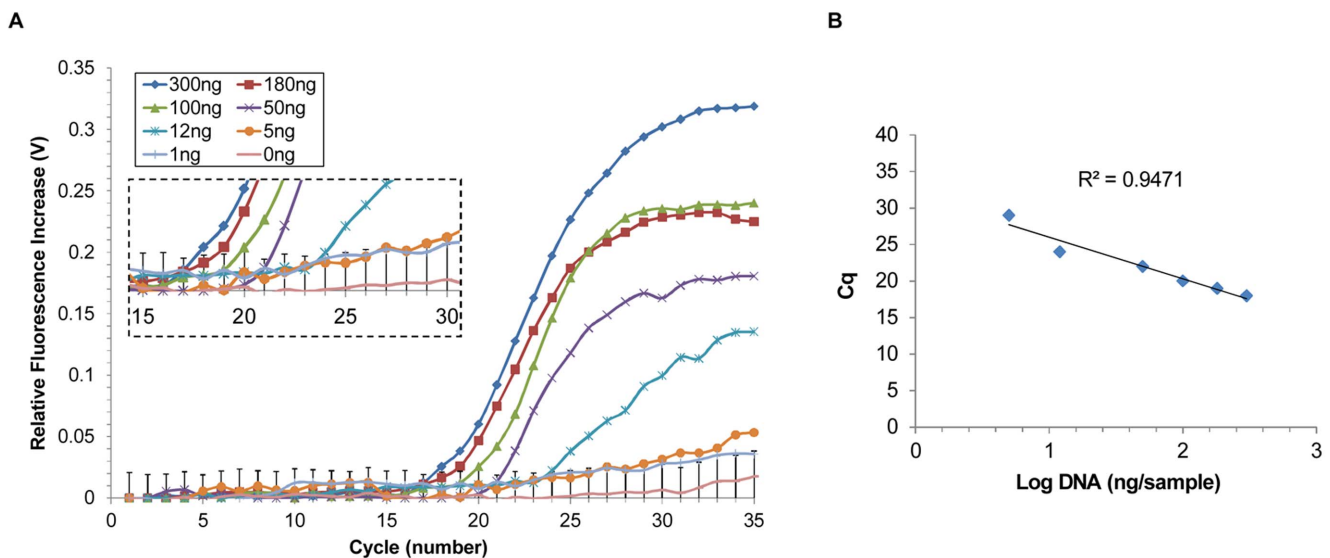 A
Relative Fluorescence Increase (V)
0.35
0.3
0.25
0.2
0.15
0.1
0.05
0
300ng 180ng
100ng 50ng
12ng 5ng
1ng 0ng
15 20 25 30
0 5 10 15 20 25 30 35
Cycle (number)
B
Cq
40
35
30
25
20
15
10
5
0
R² = 0.9471
0 1 2 3
Log DNA (ng/sample)